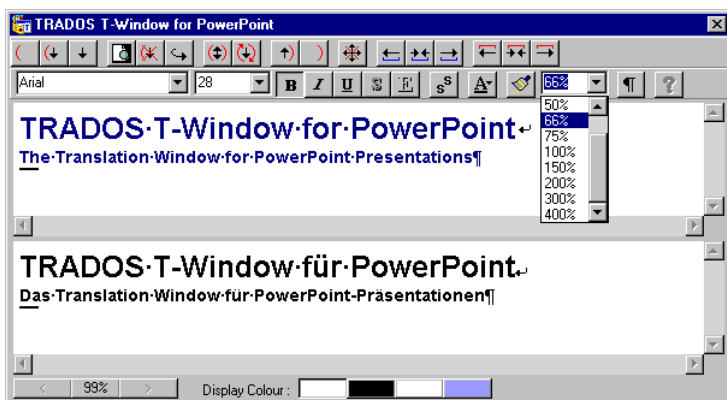 TRADOS T-Window for PowerPoint
Arial 28 B I U S E s S A 66% ¶ ?
50%
66%
75%
100%
150%
200%
300%
400%
TRADOS·T-Window·for·PowerPoint↵
The·Translation·Window·for·PowerPoint·Presentations¶
TRADOS·T-Window·für·PowerPoint↵
Das·Translation·Window·für·PowerPoint-Präsentationen¶
< 99% > Display Colour :